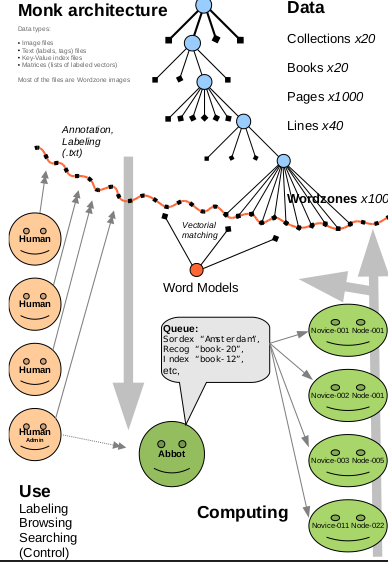 Monk architecture
Data types:
• Image files
• Text (labels, tags) files
• Key-Value index files
• Matrices (lists of labeled vectors)
Most of the files are Wordzone images
Data
Collections x20
Books x20
Pages x1000
Lines x40
Wordzones x100
Annotation,
Labeling
(.txt)
Vectorial
matching
Word Models
Human
Human
Human
Human
Admin
Queue:
Sordex "Amsterdam",
Recog "book-20",
Index "book-12",
etc,
Abbot
Novice-001 Node-001
Novice-002 Node-001
Novice-003 Node-005
Novice-011 Node-022
Use
Labeling
Browsing
Searching
(Control)
Computing